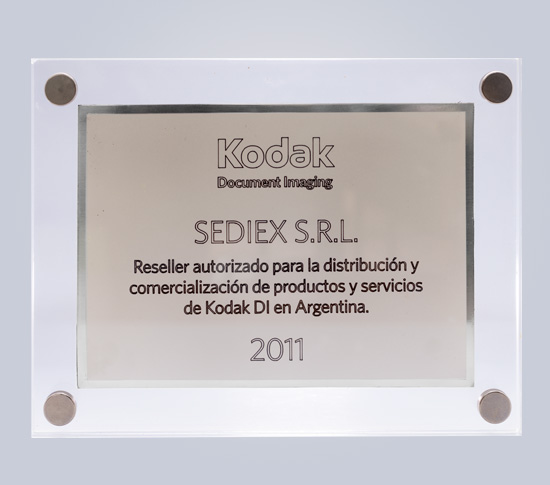 Kodak
Document Imaging
SEDIEX S.R.L.
Reseller autorizado para la distribución y
comercialización de productos y servicios
de Kodak DI en Argentina.
2011